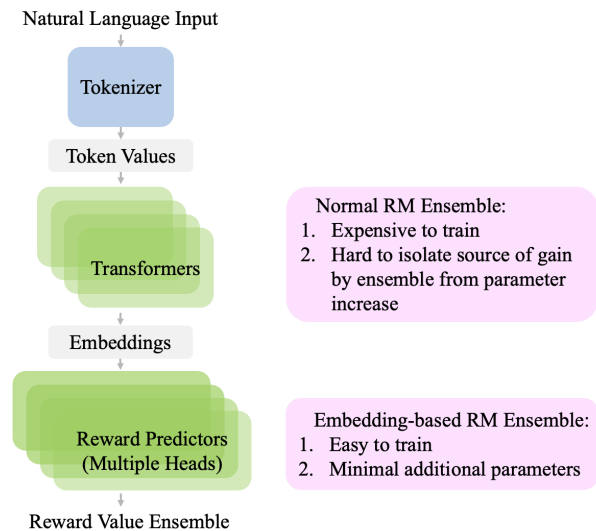 Natural Language Input
Tokenizer
Token Values
Transformers
Normal RM Ensemble:
1. Expensive to train
2. Hard to isolate source of gain
by ensemble from parameter
increase
Embeddings
Reward Predictors
(Multiple Heads)
Embedding-based RM Ensemble:
1. Easy to train
2. Minimal additional parameters
Reward Value Ensemble